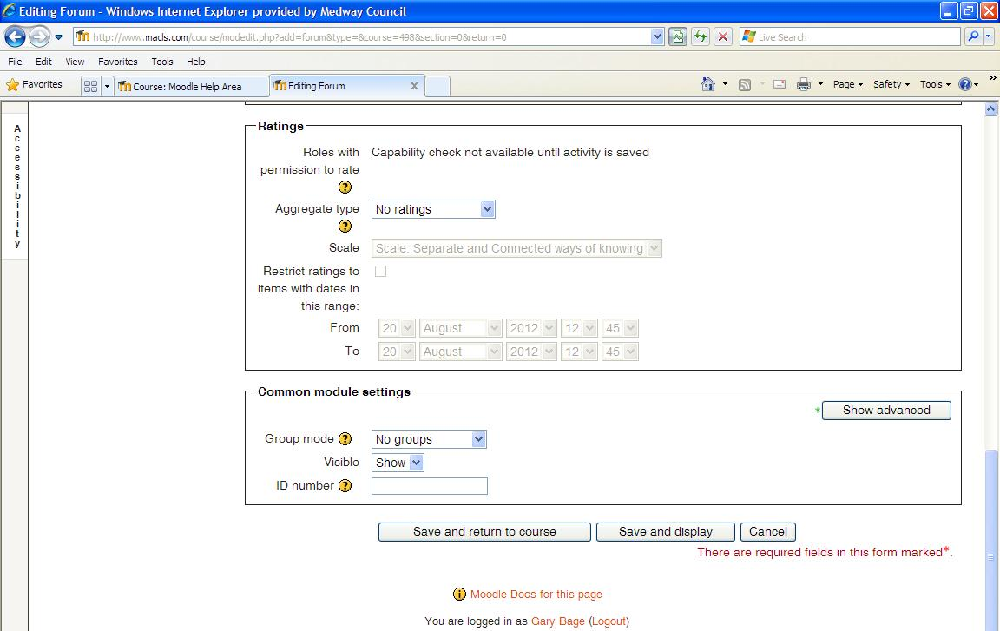 Editing Forum - Windows Internet Explorer provided by Medway Council
http://www.macls.com/course/modedit.php?add=forum&type=&course=498&section=0&return=0
Live Search
File Edit View Favorites Tools Help
Favorites
Course: Moodle Help Area
Editing Forum
X
Page Safety Tools
Accessibility
Ratings
Roles with permission to rate
Capability check not available until activity is saved
Aggregate type No ratings
Scale Scale: Separate and Connected ways of knowing
Restrict ratings to
items with dates in
this range:
From 20 August 2012 12 45
To 20 August 2012 12 45
Common module settings
* Show advanced
Group mode ? No groups
Visible Show
ID number ?
Save and return to course Save and display Cancel
There are required fields in this form marked*.
Moodle Docs for this page
You are logged in as Gary Bage (Logout)